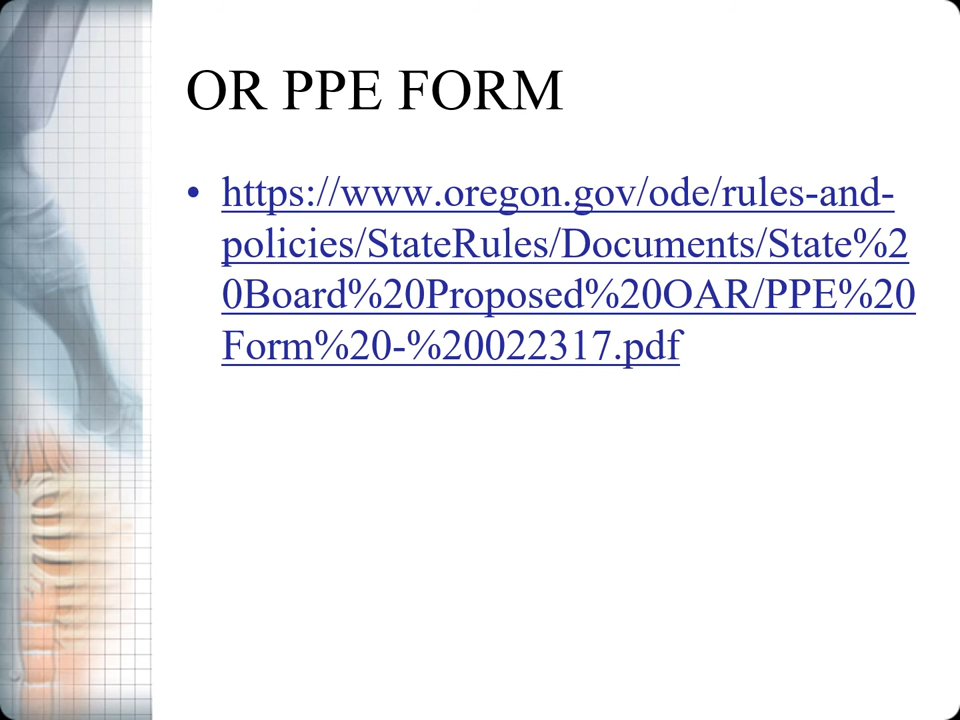 OR PPE FORM
• https://www.oregon.gov/ode/rules-and-
policies/StateRules/Documents/State%2
0Board%20Proposed%20OAR/PPE%20
Form%20-%20022317.pdf